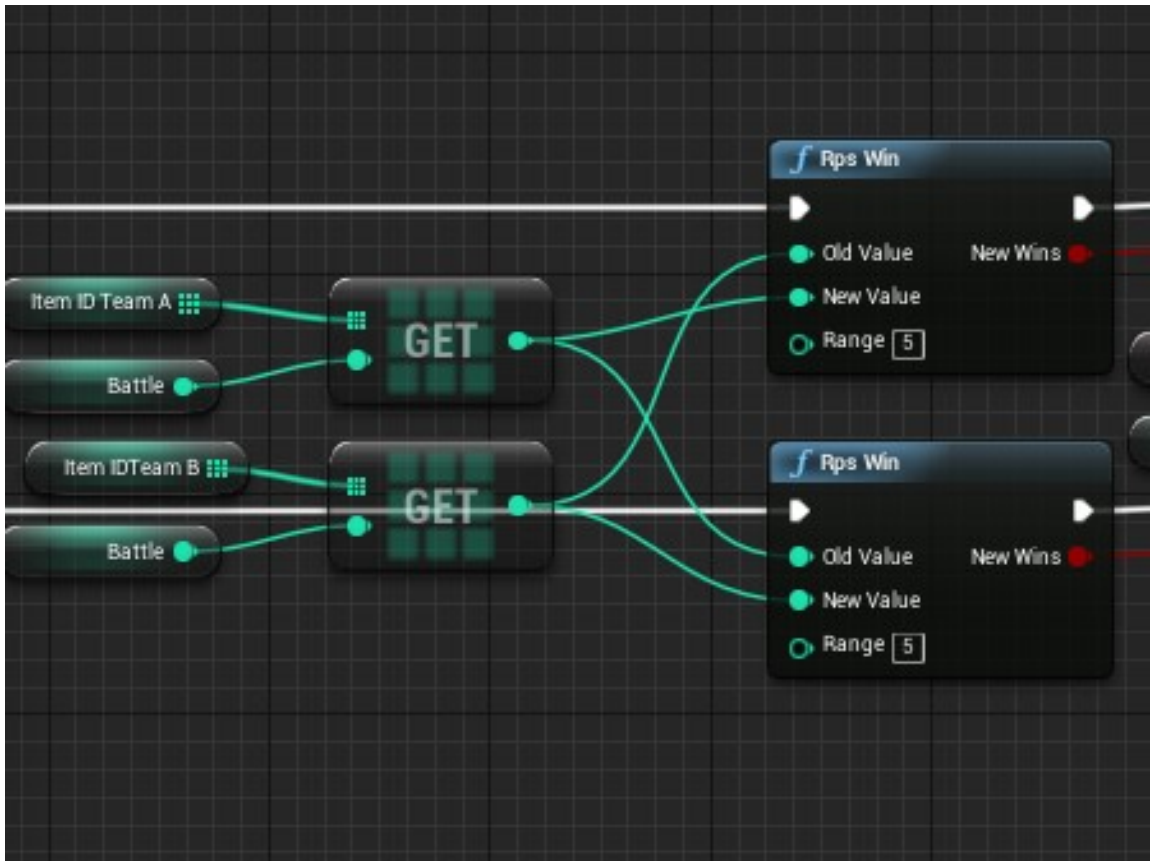 f Rps Win
Old Value
New Wins
New Value
Range 5
Item ID Team A
GET
Battle
Item IDTeam B
GET
Battle
f Rps Win
Old Value
New Wins
New Value
Range 5